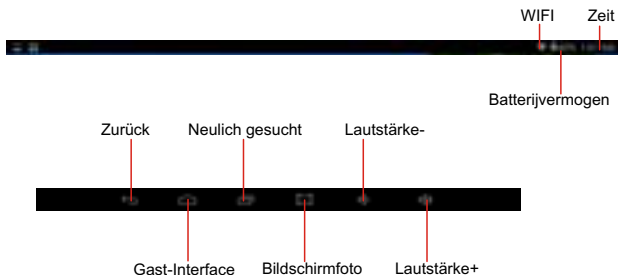 WIFI Zeit
Batterijvermogen
Zurück Neulich gesucht Lautstärke-
Gast-Interface Bildschirmfoto Lautstärke+